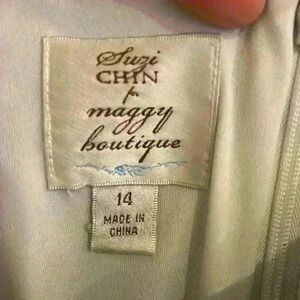 Suzi
CHIN
for
maggy
boutique
14
MADE IN
CHINA